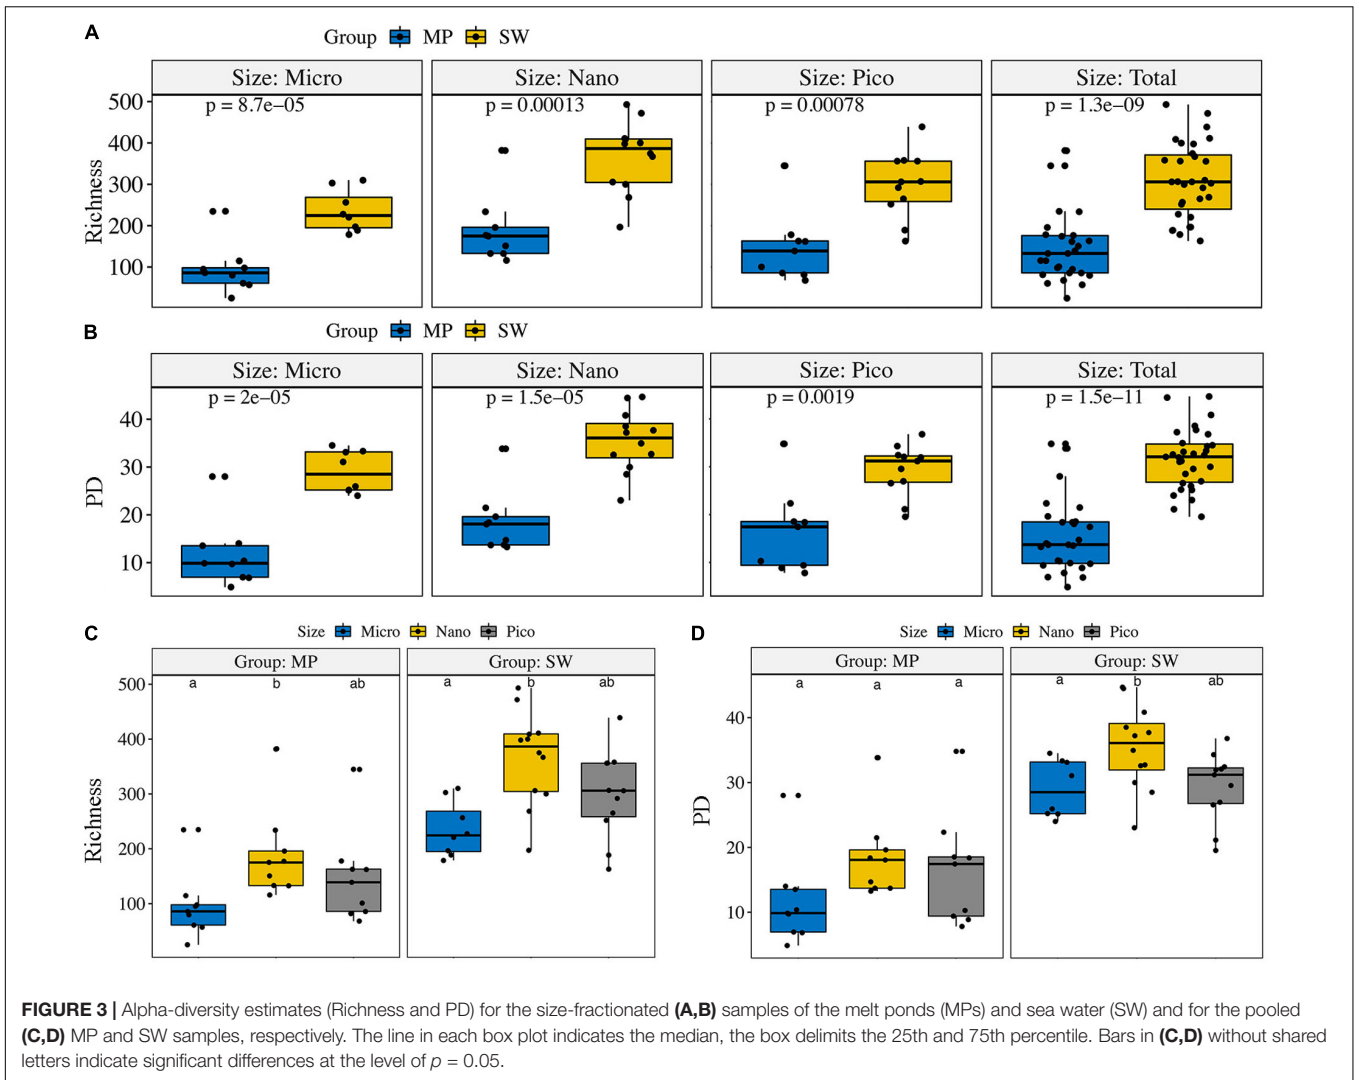 A
Group MP SW
Size: Micro Size: Nano Size: Pico Size: Total
p = 8.7e−05 p = 0.00013 p = 0.00078 p = 1.3e−09
Richness
500
400
300
200
100
B
Group MP SW
Size: Micro Size: Nano Size: Pico Size: Total
p = 2e−05 p = 1.5e−05 p = 0.0019 p = 1.5e−11
PD
40
30
20
10
C
Size Micro Nano Pico
Group: MP Group: SW
a b ab a b ab
Richness
500
400
300
200
100
D
Size Micro Nano Pico
Group: MP Group: SW
a a a a b ab
PD
40
30
20
10
FIGURE 3 | Alpha-diversity estimates (Richness and PD) for the size-fractionated (A,B) samples of the melt ponds (MPs) and sea water (SW) and for the pooled
(C,D) MP and SW samples, respectively. The line in each box plot indicates the median, the box delimits the 25th and 75th percentile. Bars in (C,D) without shared
letters indicate significant differences at the level of p = 0.05.